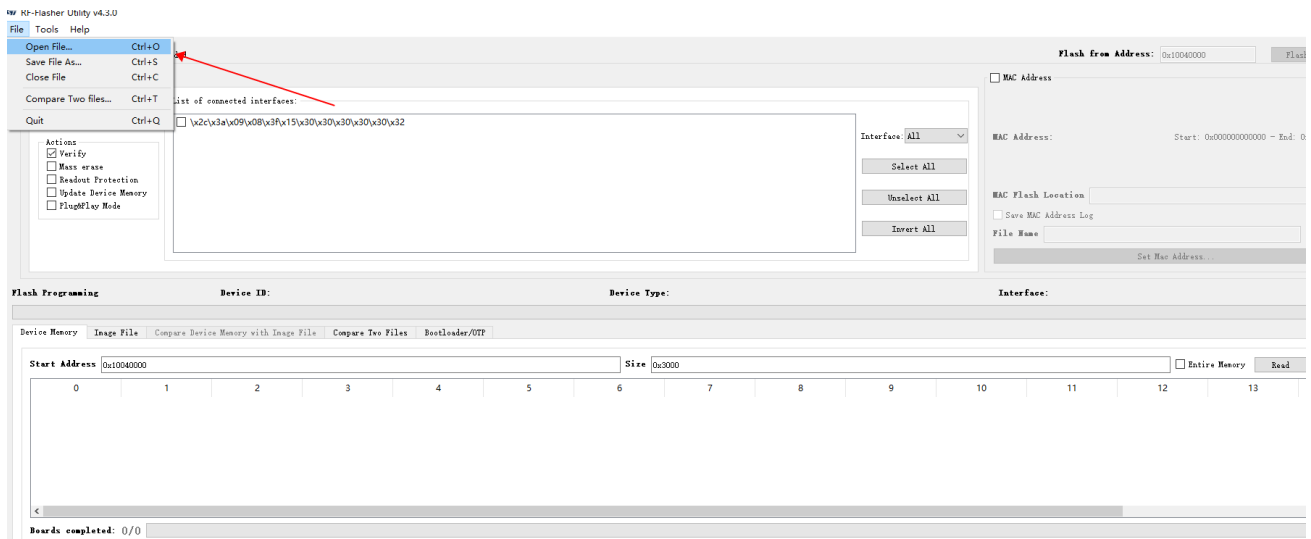 RF-Flasher Utility v4.3.0
File Tools Help
Open File... Ctrl+O
Save File As... Ctrl+S
Close File Ctrl+C
Compare Two files... Ctrl+T
Quit Ctrl+Q
Flash from Address: 0x10040000 Flash
MAC Address
List of connected interfaces:
\x2c\x3a\x09\x08\x3f\x15\x30\x30\x30\x30\x30\x32
Interface: All
Select All
Unselect All
Invert All
Actions
Verify
Mass erase
Readout Protection
Update Device Memory
Plug&Play Mode
MAC Address: Start: 0x000000000000 - End: 0x
MAC Flash Location
Save MAC Address Log
File Name
Set Mac Address...
Flash Programming Device ID: Device Type: Interface:
Device Memory Image File Compare Device Memory with Image File Compare Two Files Bootloader/OTP
Start Address 0x10040000 Size 0x3000 Entire Memory Read
0 1 2 3 4 5 6 7 8 9 10 11 12 13
Boards completed: 0/0